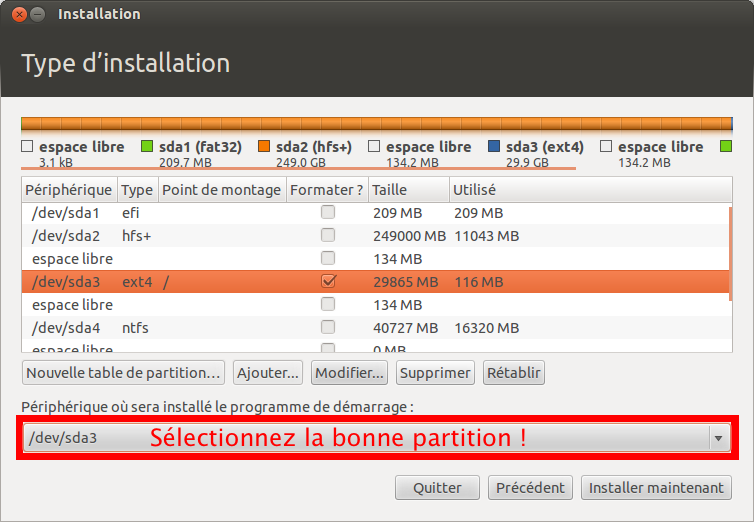 Installation
Type d’installation
espace libre sda1 (fat32) sda2 (hfs+) espace libre sda3 (ext4) espace libre
3.1 kB 209.7 MB 249.0 GB 134.2 MB 29.9 GB 134.2 MB
Périphérique Type Point de montage Formater ? Taille Utilisé
/dev/sda1 efi 209 MB 209 MB
/dev/sda2 hfs+ 249000 MB 11043 MB
espace libre 134 MB
/dev/sda3 ext4 / 29865 MB 116 MB
espace libre 134 MB
/dev/sda4 ntfs 40727 MB 16320 MB
espace libre 0 MB
Nouvelle table de partition... Ajouter... Modifier... Supprimer Rétablir
Périphérique où sera installé le programme de démarrage :
/dev/sda3 Sélectionnez la bonne partition !
Quitter Précédent Installer maintenant